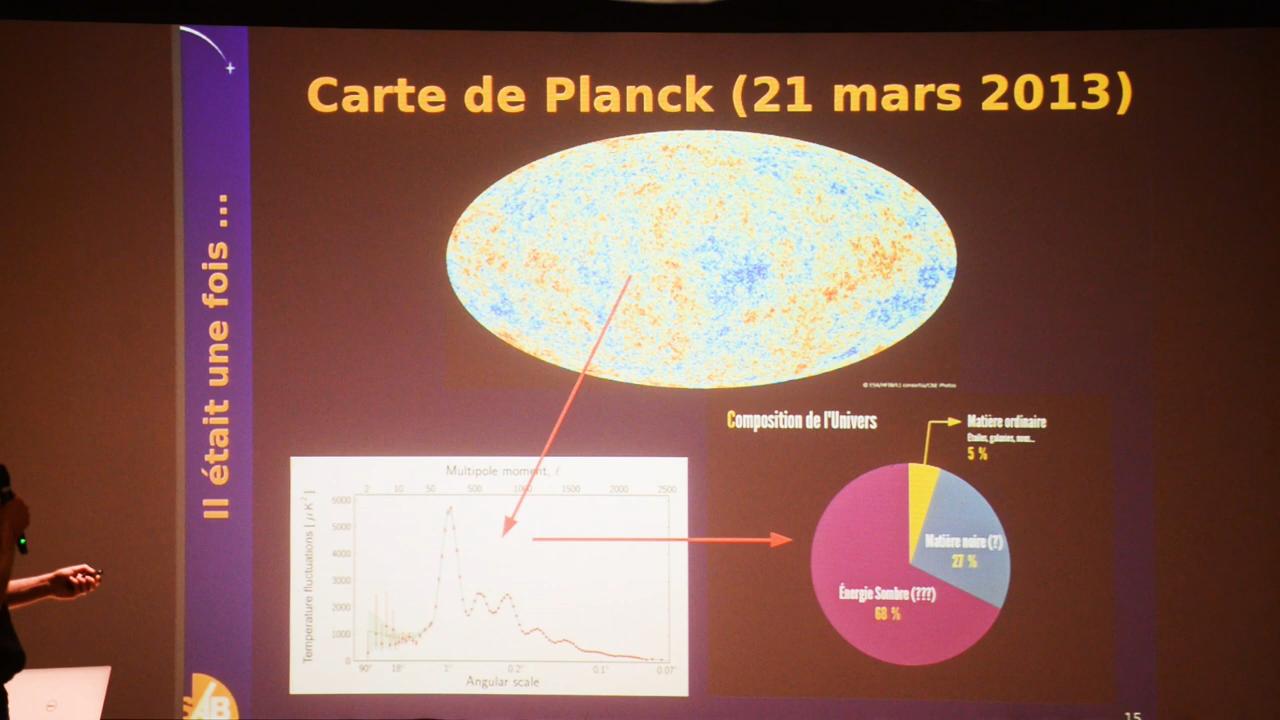 Carte de Planck (21 mars 2013)
Il était une fois ...
Composition de l'Univers
Matière ordinaire
5 %
Matière noire (?)
27 %
Énergie Sombre (???)
68 %
Multipole moment, ℓ
2 10 50 500 1000 1500 2000 2500
Temperature fluctuations [ μK² ]
6000
5000
4000
3000
2000
1000
0
90° 18° 1° 0.2° 0.1° 0.07°
Angular scale
15